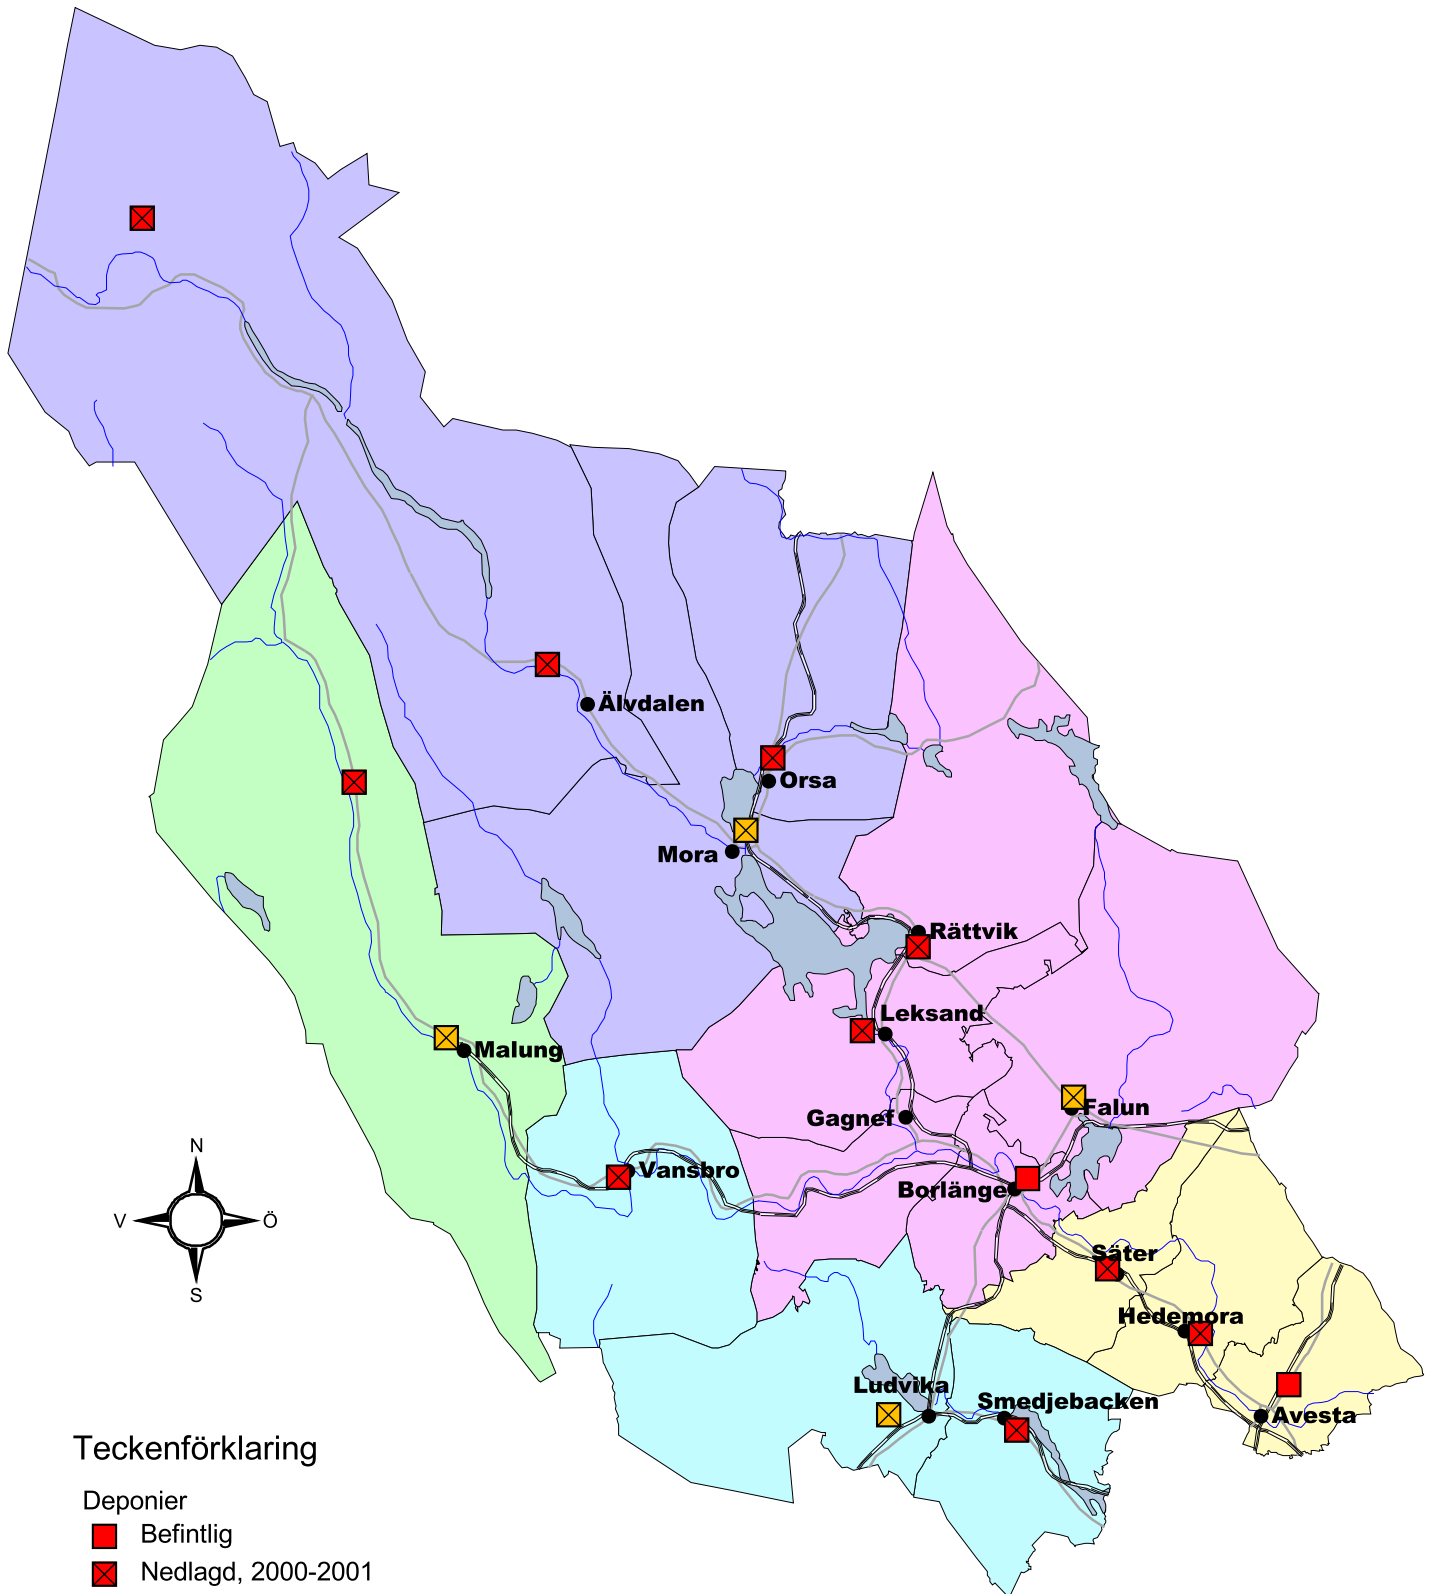 Älvdalen
Orsa
Mora
Rättvik
Leksand
Malung
Gagnef
Falun
Vansbro
Borlänge
Säter
Hedemora
Ludvika
Smedjebacken
Avesta
N
V Ö
S
Teckenförklaring
Deponier
Befintlig
Nedlagd, 2000-2001